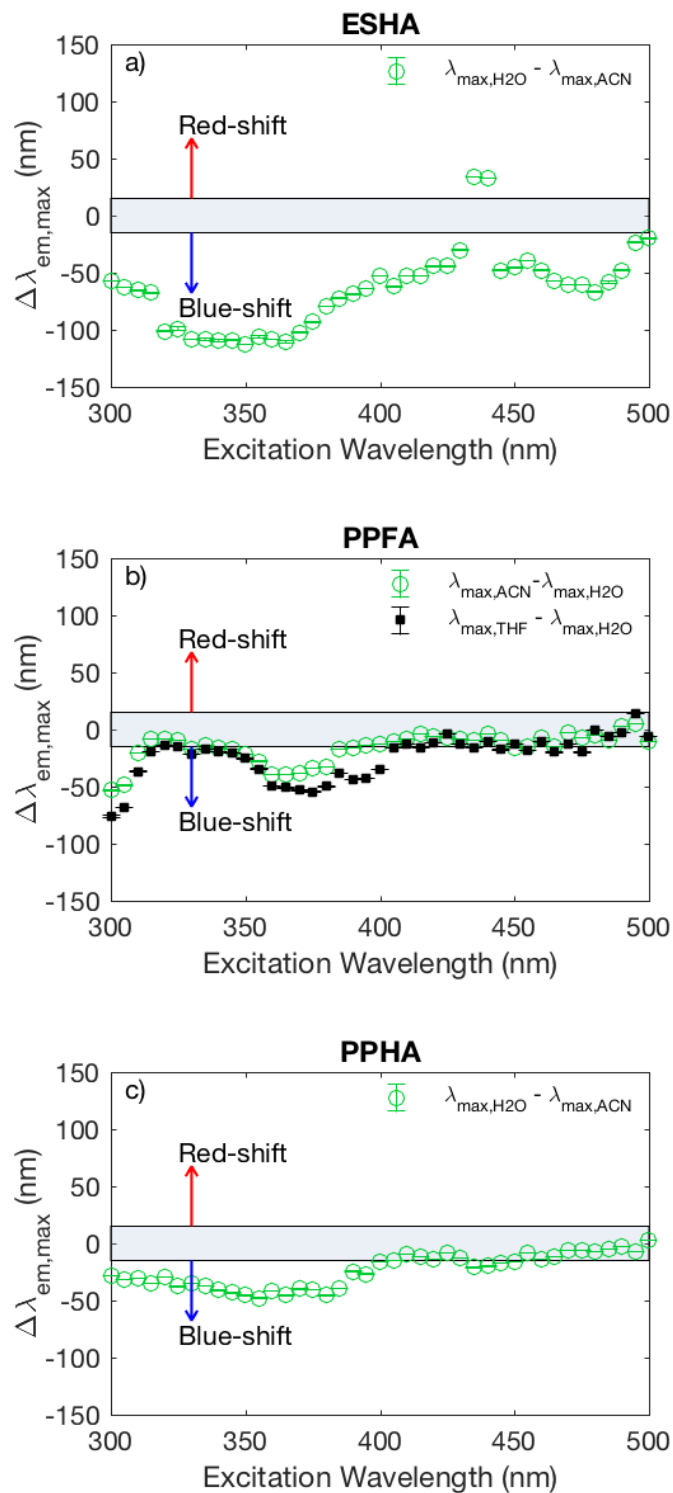 ESHA
a)
λmax,H2O - λmax,ACN
Red-shift
Blue-shift
150
100
50
0
-50
-100
-150
Δλem,max (nm)
300
350
400
450
500
Excitation Wavelength (nm)
PPFA
b)
λmax,ACN-λmax,H2O
λmax,THF - λmax,H2O
Red-shift
Blue-shift
150
100
50
0
-50
-100
-150
Δλem,max (nm)
300
350
400
450
500
Excitation Wavelength (nm)
PPHA
c)
λmax,H2O - λmax,ACN
Red-shift
Blue-shift
150
100
50
0
-50
-100
-150
Δλem,max (nm)
300
350
400
450
500
Excitation Wavelength (nm)